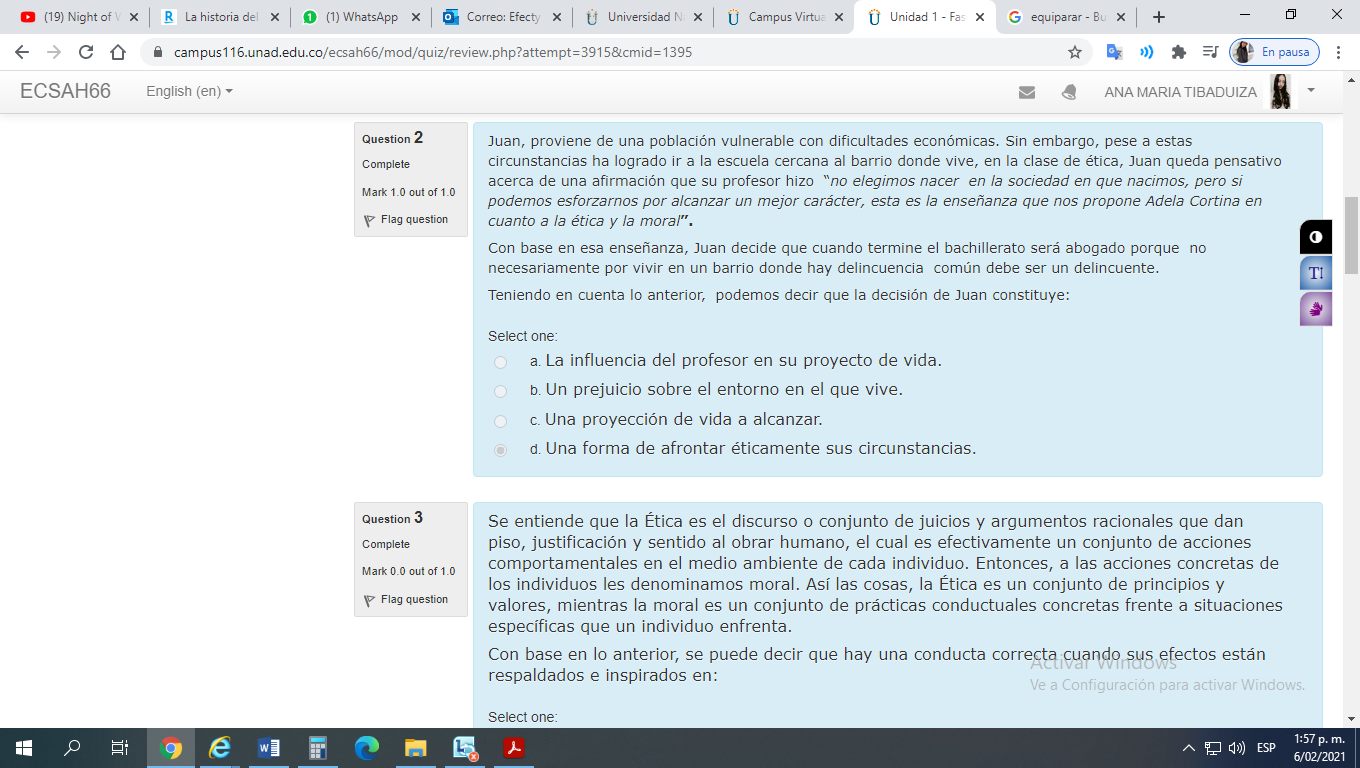 (19) Night of W
La historia del
(1) WhatsApp
Correo: Efecty
Universidad Na
Campus Virtua
Unidad 1 - Fas
equiparar - Bu
campus116.unad.edu.co/ecsah66/mod/quiz/review.php?attempt=3915&cmid=1395
En pausa
ECSAH66
English (en)
ANA MARIA TIBADUIZA
Question 2
Complete
Mark 1.0 out of 1.0
Flag question
Juan, proviene de una población vulnerable con dificultades económicas. Sin embargo, pese a estas
circunstancias ha logrado ir a la escuela cercana al barrio donde vive, en la clase de ética, Juan queda pensativo
acerca de una afirmación que su profesor hizo “no elegimos nacer en la sociedad en que nacimos, pero si
podemos esforzarnos por alcanzar un mejor carácter, esta es la enseñanza que nos propone Adela Cortina en
cuanto a la ética y la moral”.
Con base en esa enseñanza, Juan decide que cuando termine el bachillerato será abogado porque no
necesariamente por vivir en un barrio donde hay delincuencia común debe ser un delincuente.
Teniendo en cuenta lo anterior, podemos decir que la decisión de Juan constituye:
Select one:
a. La influencia del profesor en su proyecto de vida.
b. Un prejuicio sobre el entorno en el que vive.
c. Una proyección de vida a alcanzar.
d. Una forma de afrontar éticamente sus circunstancias.
TI
Question 3
Complete
Mark 0.0 out of 1.0
Flag question
Se entiende que la Ética es el discurso o conjunto de juicios y argumentos racionales que dan
piso, justificación y sentido al obrar humano, el cual es efectivamente un conjunto de acciones
comportamentales en el medio ambiente de cada individuo. Entonces, a las acciones concretas de
los individuos les denominamos moral. Así las cosas, la Ética es un conjunto de principios y
valores, mientras la moral es un conjunto de prácticas conductuales concretas frente a situaciones
específicas que un individuo enfrenta.
Con base en lo anterior, se puede decir que hay una conducta correcta cuando sus efectos están
respaldados e inspirados en:
Select one:
Activar Windows
Ve a Configuración para activar Windows.
ESP
1:57 p. m.
6/02/2021